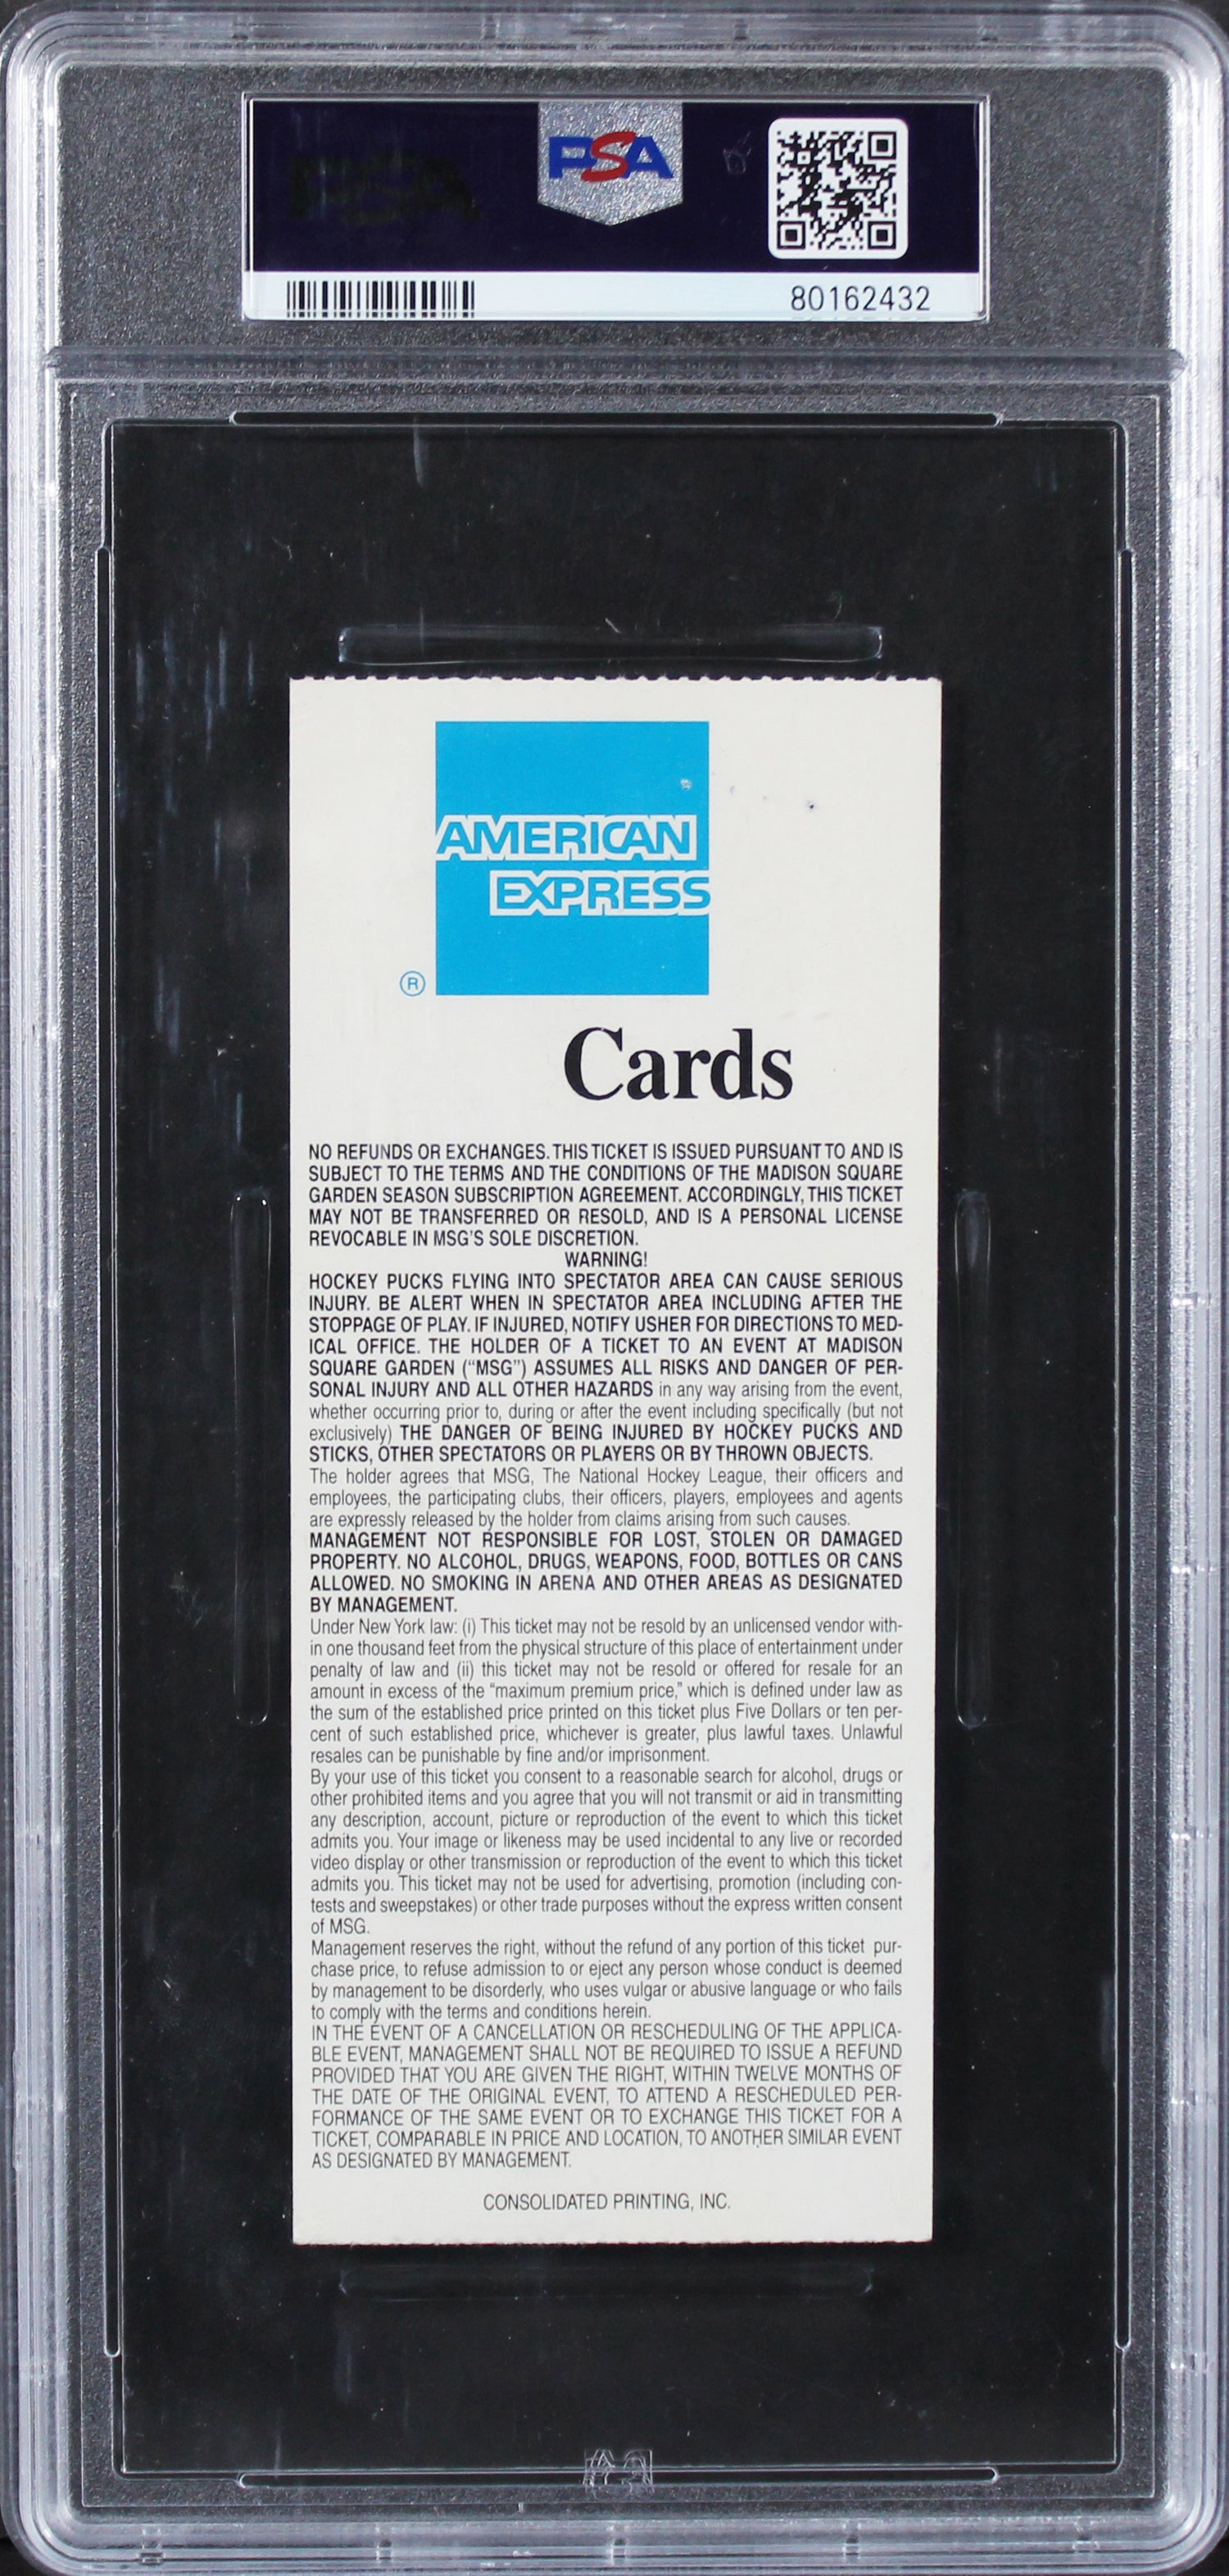 PSA
80162432
AMERICAN
EXPRESS
®
Cards
NO REFUNDS OR EXCHANGES. THIS TICKET IS ISSUED PURSUANT TO AND IS
SUBJECT TO THE TERMS AND THE CONDITIONS OF THE MADISON SQUARE
GARDEN SEASON SUBSCRIPTION AGREEMENT. ACCORDINGLY, THIS TICKET
MAY NOT BE TRANSFERRED OR RESOLD, AND IS A PERSONAL LICENSE
REVOCABLE IN MSG'S SOLE DISCRETION.
WARNING!
HOCKEY PUCKS FLYING INTO SPECTATOR AREA CAN CAUSE SERIOUS
INJURY. BE ALERT WHEN IN SPECTATOR AREA INCLUDING AFTER THE
STOPPAGE OF PLAY. IF INJURED, NOTIFY USHER FOR DIRECTIONS TO MED-
ICAL OFFICE. THE HOLDER OF A TICKET TO AN EVENT AT MADISON
SQUARE GARDEN (“MSG”) ASSUMES ALL RISKS AND DANGER OF PER-
SONAL INJURY AND ALL OTHER HAZARDS in any way arising from the event,
whether occurring prior to, during or after the event including specifically (but not
exclusively) THE DANGER OF BEING INJURED BY HOCKEY PUCKS AND
STICKS, OTHER SPECTATORS OR PLAYERS OR BY THROWN OBJECTS.
The holder agrees that MSG, The National Hockey League, their officers and
employees, the participating clubs, their officers, players, employees and agents
are expressly released by the holder from claims arising from such causes.
MANAGEMENT NOT RESPONSIBLE FOR LOST, STOLEN OR DAMAGED
PROPERTY. NO ALCOHOL, DRUGS, WEAPONS, FOOD, BOTTLES OR CANS
ALLOWED. NO SMOKING IN ARENA AND OTHER AREAS AS DESIGNATED
BY MANAGEMENT.
Under New York law: (i) This ticket may not be resold by an unlicensed vendor with-
in one thousand feet from the physical structure of this place of entertainment under
penalty of law and (ii) this ticket may not be resold or offered for resale for an
amount in excess of the “maximum premium price,” which is defined under law as
the sum of the established price printed on this ticket plus Five Dollars or ten per-
cent of such established price, whichever is greater, plus lawful taxes. Unlawful
resales can be punishable by fine and/or imprisonment.
By your use of this ticket you consent to a reasonable search for alcohol, drugs or
other prohibited items and you agree that you will not transmit or aid in transmitting
any description, account, picture or reproduction of the event to which this ticket
admits you. Your image or likeness may be used incidental to any live or recorded
video display or other transmission or reproduction of the event to which this ticket
admits you. This ticket may not be used for advertising, promotion (including con-
tests and sweepstakes) or other trade purposes without the express written consent
of MSG.
Management reserves the right, without the refund of any portion of this ticket pur-
chase price, to refuse admission to or eject any person whose conduct is deemed
by management to be disorderly, who uses vulgar or abusive language or who fails
to comply with the terms and conditions herein.
IN THE EVENT OF A CANCELLATION OR RESCHEDULING OF THE APPLICA-
BLE EVENT, MANAGEMENT SHALL NOT BE REQUIRED TO ISSUE A REFUND
PROVIDED THAT YOU ARE GIVEN THE RIGHT, WITHIN TWELVE MONTHS OF
THE DATE OF THE ORIGINAL EVENT, TO ATTEND A RESCHEDULED PER-
FORMANCE OF THE SAME EVENT OR TO EXCHANGE THIS TICKET FOR A
TICKET, COMPARABLE IN PRICE AND LOCATION, TO ANOTHER SIMILAR EVENT
AS DESIGNATED BY MANAGEMENT.
CONSOLIDATED PRINTING, INC.